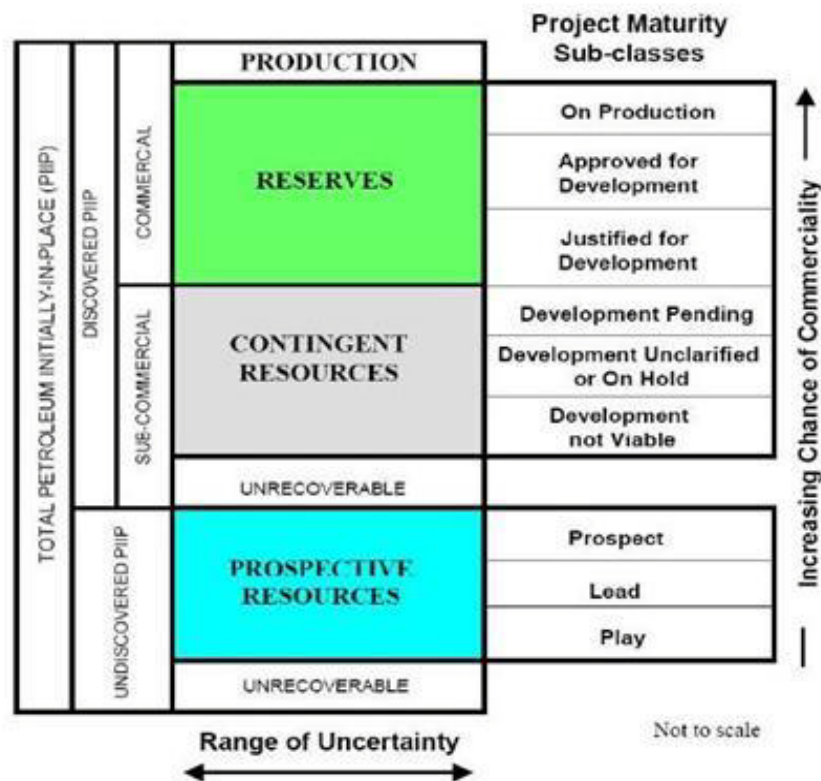 Project Maturity
Sub-classes
PRODUCTION
On Production
RESERVES
Approved for
Development
Justified for
Development
Development Pending
CONTINGENT
RESOURCES
Development Unclarified
or On Hold
Development
not Viable
UNRECOVERABLE
PROSPECTIVE
RESOURCES
Prospect
Lead
Play
UNRECOVERABLE
TOTAL PETROLEUM INITIALLY-IN-PLACE (PIIP)
DISCOVERED PIIP
UNDISCOVERED PIIP
COMMERCAL
SUB-COMMERCIAL
Increasing Chance of Commerciality
Range of Uncertainty
Not to scale